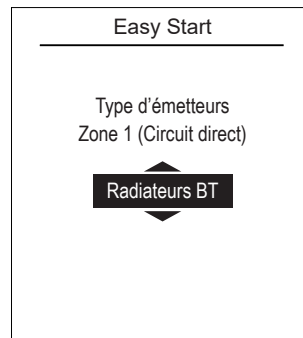 Easy Start
Type d'émetteurs
Zone 1 (Circuit direct)
Radiateurs BT